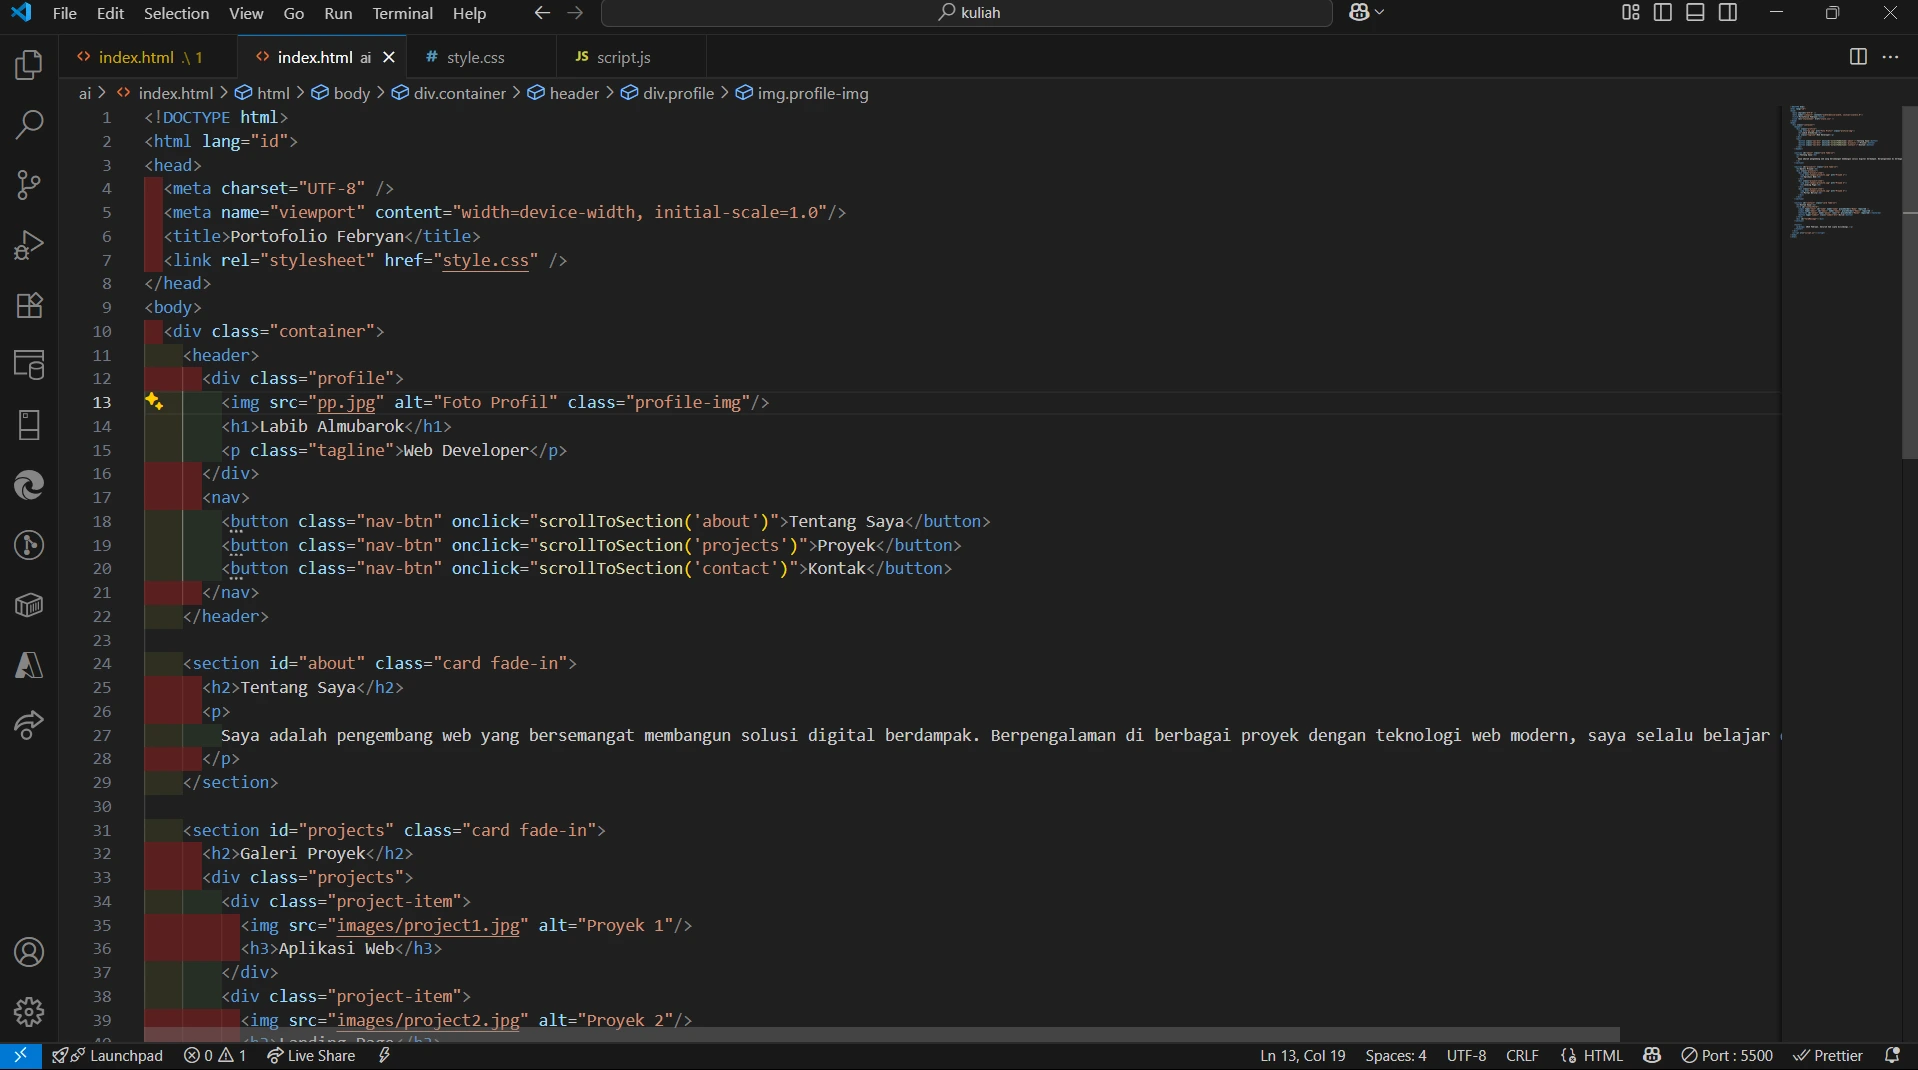 File Edit Selection View Go Run Terminal Help kuliah
index.html .\ 1 index.html ai # style.css JS script.js
ai > index.html > html > body > div.container > header > div.profile > img.profile-img
1 <!DOCTYPE html>
2 <html lang="id">
3 <head>
4 <meta charset="UTF-8" />
5 <meta name="viewport" content="width=device-width, initial-scale=1.0"/>
6 <title>Portofolio Febryan</title>
7 <link rel="stylesheet" href="style.css" />
8 </head>
9 <body>
10 <div class="container">
11 <header>
12 <div class="profile">
13 <img src="pp.jpg" alt="Foto Profil" class="profile-img"/>
14 <h1>Labib Almubarok</h1>
15 <p class="tagline">Web Developer</p>
16 </div>
17 <nav>
18 <button class="nav-btn" onclick="scrollToSection('about')">Tentang Saya</button>
19 <button class="nav-btn" onclick="scrollToSection('projects')">Proyek</button>
20 <button class="nav-btn" onclick="scrollToSection('contact')">Kontak</button>
21 </nav>
22 </header>
23
24 <section id="about" class="card fade-in">
25 <h2>Tentang Saya</h2>
26 <p>
27 Saya adalah pengembang web yang bersemangat membangun solusi digital berdampak. Berpengalaman di berbagai proyek dengan teknologi web modern, saya selalu belajar
28 </p>
29 </section>
30
31 <section id="projects" class="card fade-in">
32 <h2>Galeri Proyek</h2>
33 <div class="projects">
34 <div class="project-item">
35 <img src="images/project1.jpg" alt="Proyek 1"/>
36 <h3>Aplikasi Web</h3>
37 </div>
38 <div class="project-item">
39 <img src="images/project2.jpg" alt="Proyek 2"/>
Launchpad 0 1 Live Share Ln 13, Col 19 Spaces: 4 UTF-8 CRLF {} HTML Port : 5500 Prettier